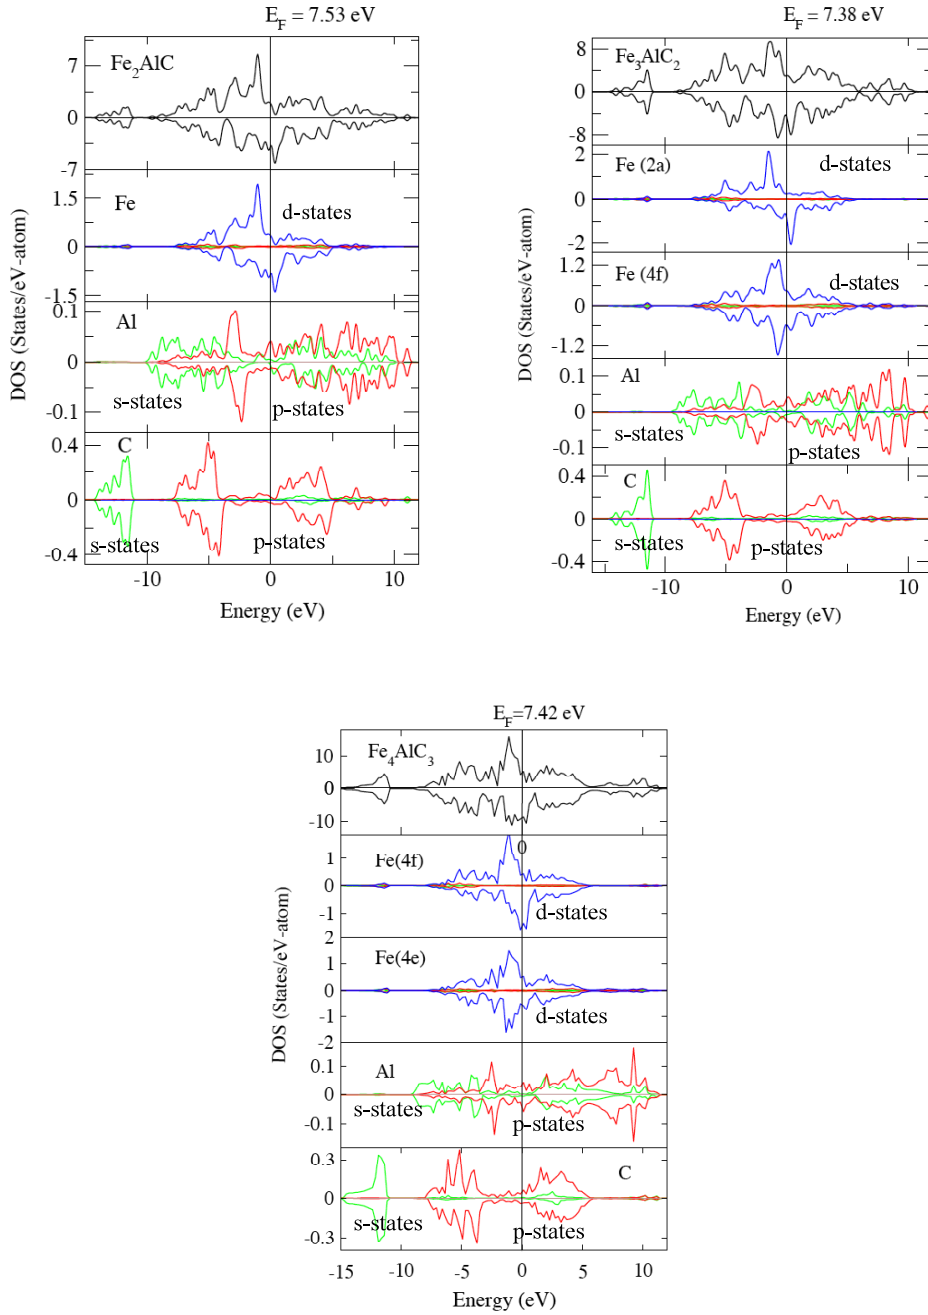 E_F = 7.53 eV
Fe₂AlC
7
0
-7
Fe
d-states
1.5
0
-1.5
Al
0.1
0
-0.1
s-states
p-states
C
0.4
0
-0.4
s-states
p-states
-10
0
10
Energy (eV)
DOS (States/eV-atom)
E_F = 7.38 eV
Fe₃AlC₂
8
0
-8
Fe (2a)
d-states
2
0
-2
Fe (4f)
d-states
1.2
0
-1.2
Al
0.1
0
-0.1
s-states
p-states
C
0.4
0
-0.4
s-states
p-states
-10
0
10
Energy (eV)
DOS (States/eV-atom)
E_F=7.42 eV
Fe₄AlC₃
10
0
-10
0
Fe(4f)
d-states
1
0
-1
2
Fe(4e)
d-states
1
0
-1
-2
Al
0.1
0
-0.1
s-states
p-states
C
0.3
0
-0.3
s-states
p-states
-15
-10
-5
0
5
10
Energy (eV)
DOS (States/eV-atom)